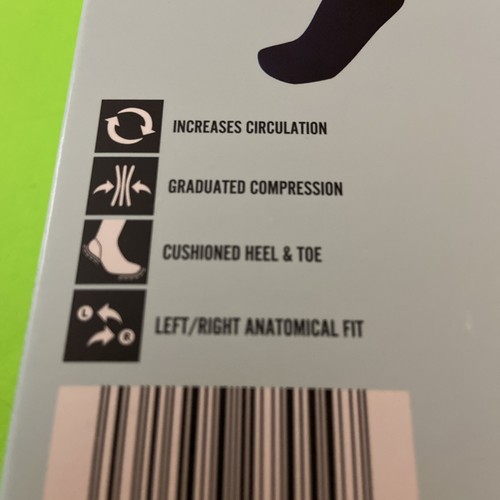 INCREASES CIRCULATION
GRADUATED COMPRESSION
CUSHIONED HEEL & TOE
L
R
LEFT/RIGHT ANATOMICAL FIT